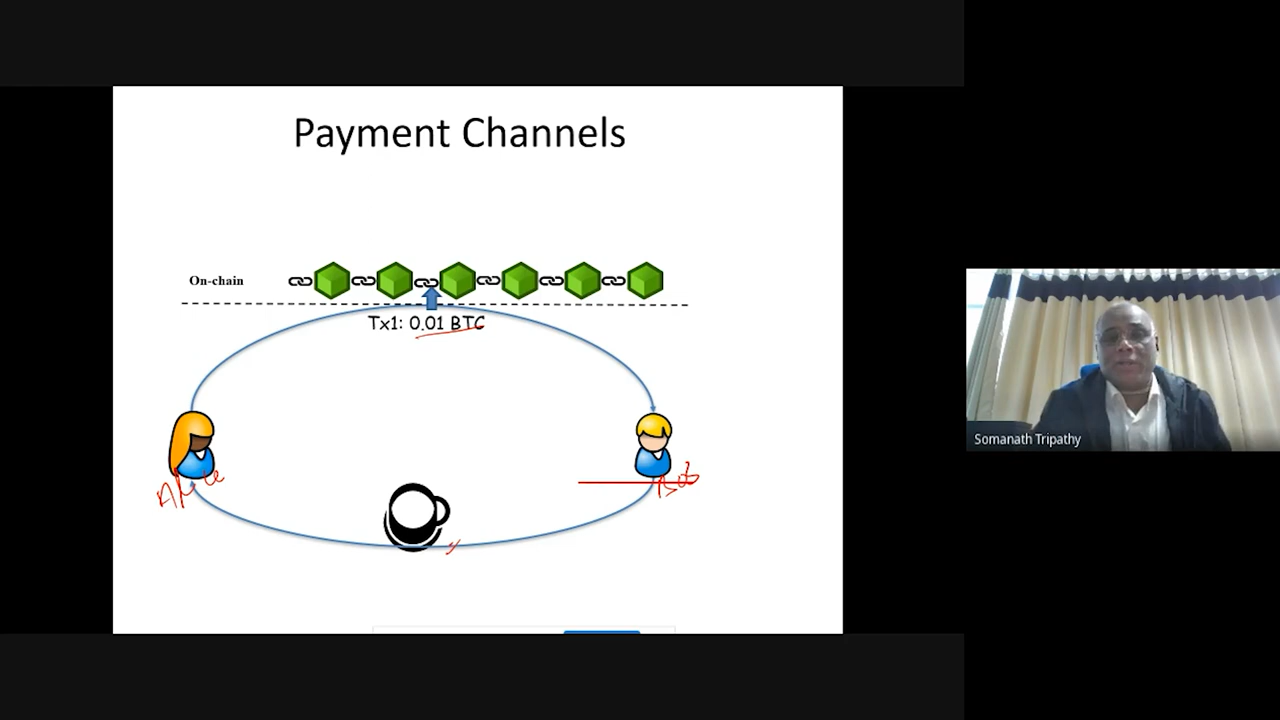 Payment Channels
On-chain
Tx1: 0.01 BTC
Alice
Bob
Somanath Tripathy